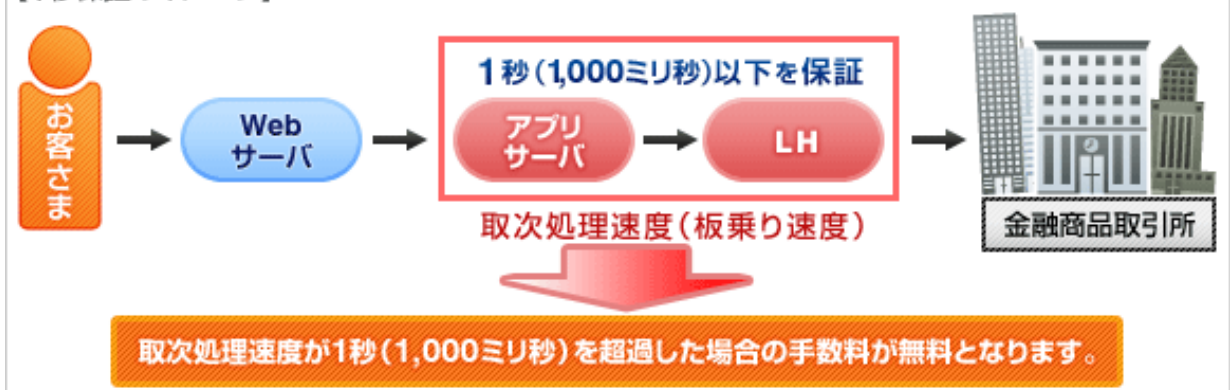 お客さま
Web
サーバ
1秒(1,000ミリ秒)以下を保証
アプリ
サーバ
LH
取次処理速度(板乗り速度)
金融商品取引所
取次処理速度が1秒(1,000ミリ秒)を超過した場合の手数料が無料となります。